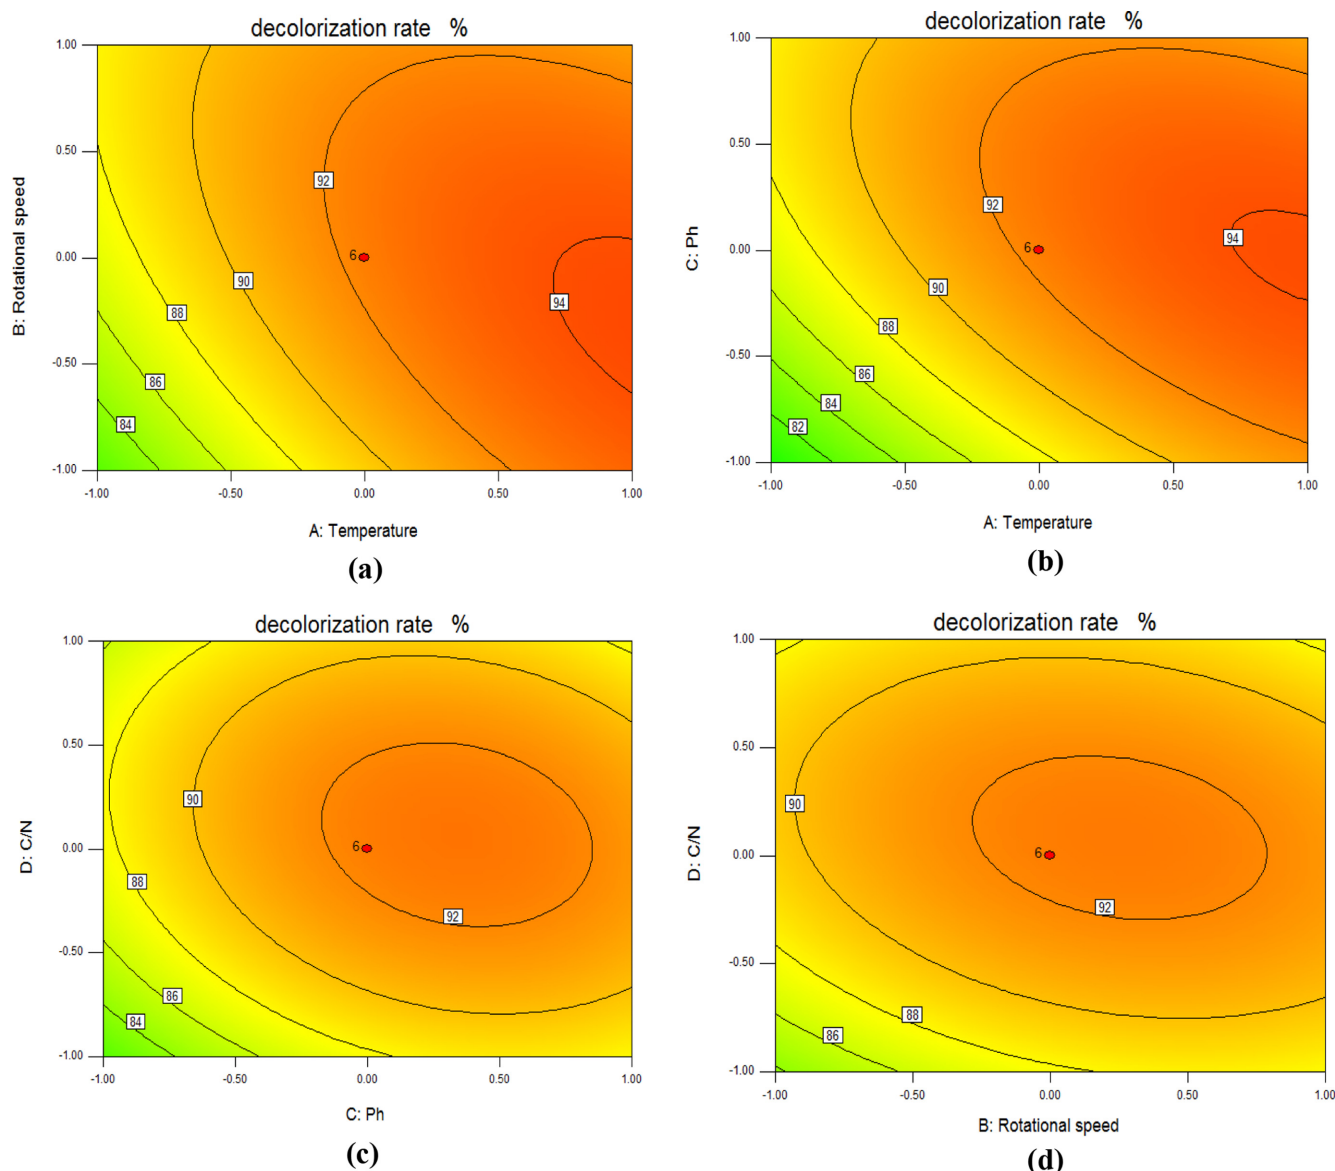 decolorization rate %
1.00
0.50
0.00
-0.50
-1.00
B: Rotational speed
92
6
90
94
88
86
84
-1.00 -0.50 0.00 0.50 1.00
A: Temperature
(a)
decolorization rate %
1.00
0.50
0.00
-0.50
-1.00
C: Ph
92
6
94
90
88
86
84
82
-1.00 -0.50 0.00 0.50 1.00
A: Temperature
(b)
decolorization rate %
1.00
0.50
0.00
-0.50
-1.00
D: C/N
90
6
88
92
86
84
-1.00 -0.50 0.00 0.50 1.00
C: Ph
(c)
decolorization rate %
1.00
0.50
0.00
-0.50
-1.00
D: C/N
90
6
92
88
86
-1.00 -0.50 0.00 0.50 1.00
B: Rotational speed
(d)